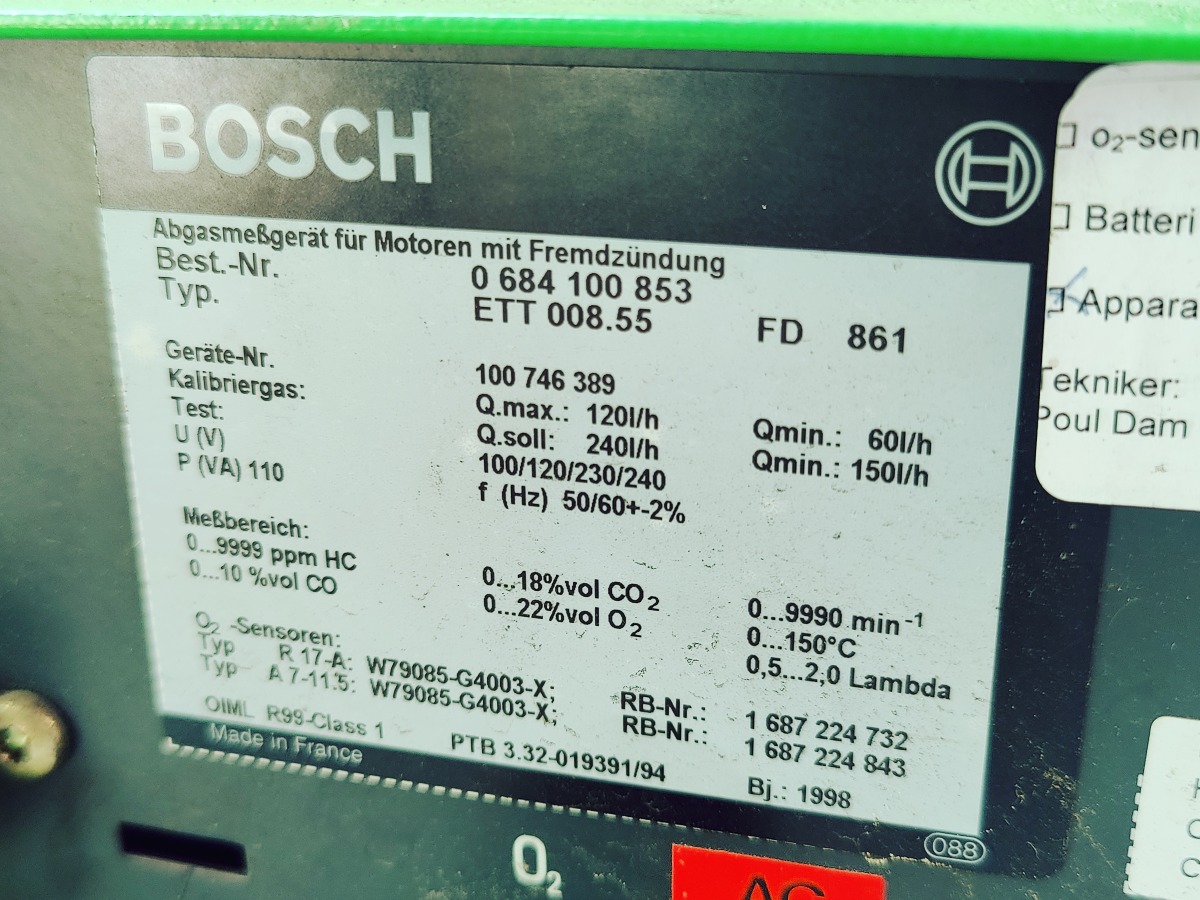 BOSCH
Abgasmeßgerät für Motoren mit Fremdzündung
Best.-Nr. 0 684 100 853
Typ. ETT 008.55 FD 861
Geräte-Nr. 100 746 389
Kalibriergas: Q.max.: 120l/h Qmin.: 60l/h
Test: Q.soll: 240l/h Qmin.: 150l/h
U (V) 100/120/230/240
P (VA) 110 f (Hz) 50/60+-2%
Meßbereich:
0...9999 ppm HC 0...18%vol CO₂ 0...9990 min⁻¹
0...10 %vol CO 0...22%vol O₂ 0...150°C
0,5...2,0 Lambda
O₂ -Sensoren:
Typ R 17-A: W79085-G4003-X; RB-Nr.: 1 687 224 732
Typ A 7-11.5: W79085-G4003-X; RB-Nr.: 1 687 224 843
OIML R99-Class 1 PTB 3.32-019391/94 Bj.: 1998
Made in France
088
O₂
o₂-sen
Batteri
Appara
Tekniker:
Poul Dam